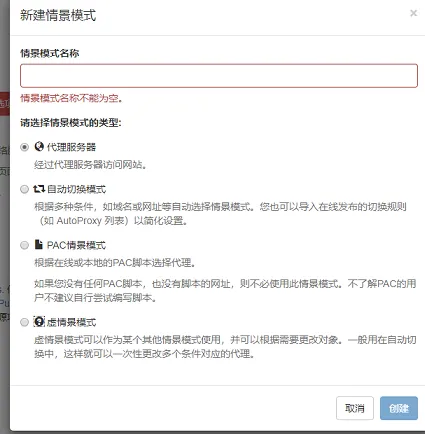 新建情景模式
×
情景模式名称
情景模式名称不能为空。
请选择情景模式的类型:
代理服务器
经过代理服务器访问网站。
自动切换模式
根据多种条件，如域名或网址等自动选择情景模式。您也可以导入在线发布的切换规则
（如 AutoProxy 列表）以简化设置。
PAC情景模式
根据在线或本地的PAC脚本选择代理。
如果您没有任何PAC脚本，也没有脚本的网址，则不必使用此情景模式。不了解PAC的用
户不建议自行尝试编写脚本。
虚情景模式
虚情景模式可以作为某个其他情景模式使用，并可以根据需要更改对象。一般用在自动切
换中，这样就可以一次性更改多个条件对应的代理。
取消
创建